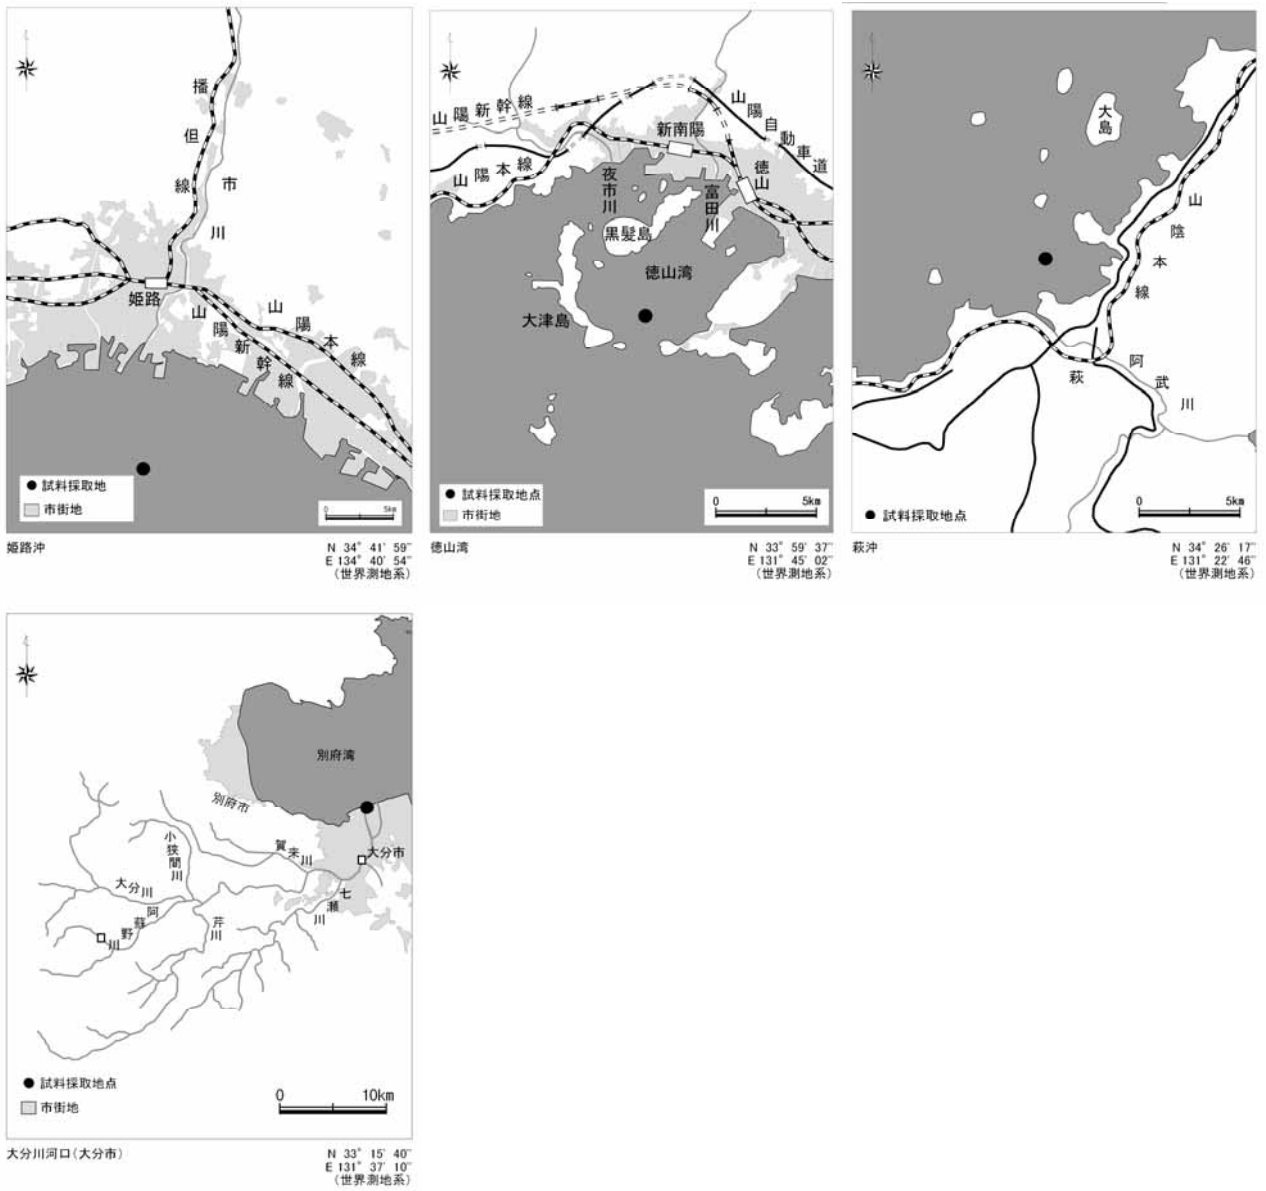 播但線
市川
姫路
山陽本線
山陽新幹線
● 試料採取地
市街地
0 5km
姫路沖
N 34° 41′ 59″
E 134° 40′ 54″
(世界測地系)
山陽新幹線
山陽自動車道
新南陽
山陽本線
徳山
夜市川
富田川
黒髪島
徳山湾
大津島
● 試料採取地点
市街地
0 5km
徳山湾
N 33° 59′ 37″
E 131° 45′ 02″
(世界測地系)
大島
山陰本線
萩
阿武川
● 試料採取地点
0 5km
萩沖
N 34° 26′ 17″
E 131° 22′ 46″
(世界測地系)
別府湾
別府市
小狭間川
賀来川
大分市
大分川
七瀬川
阿蘇野川
芹川
● 試料採取地点
市街地
0 10km
大分川河口(大分市)
N 33° 15′ 40″
E 131° 37′ 10″
(世界測地系)